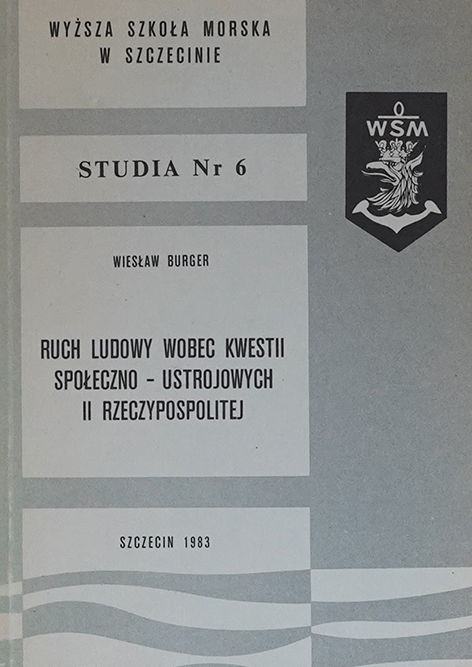 WYŻSZA SZKOŁA MORSKA
W SZCZECINIE
WSM
STUDIA Nr 6
WIESŁAW BURGER
RUCH LUDOWY WOBEC KWESTII
SPOŁECZNO – USTROJOWYCH
II RZECZYPOSPOLITEJ
SZCZECIN 1983